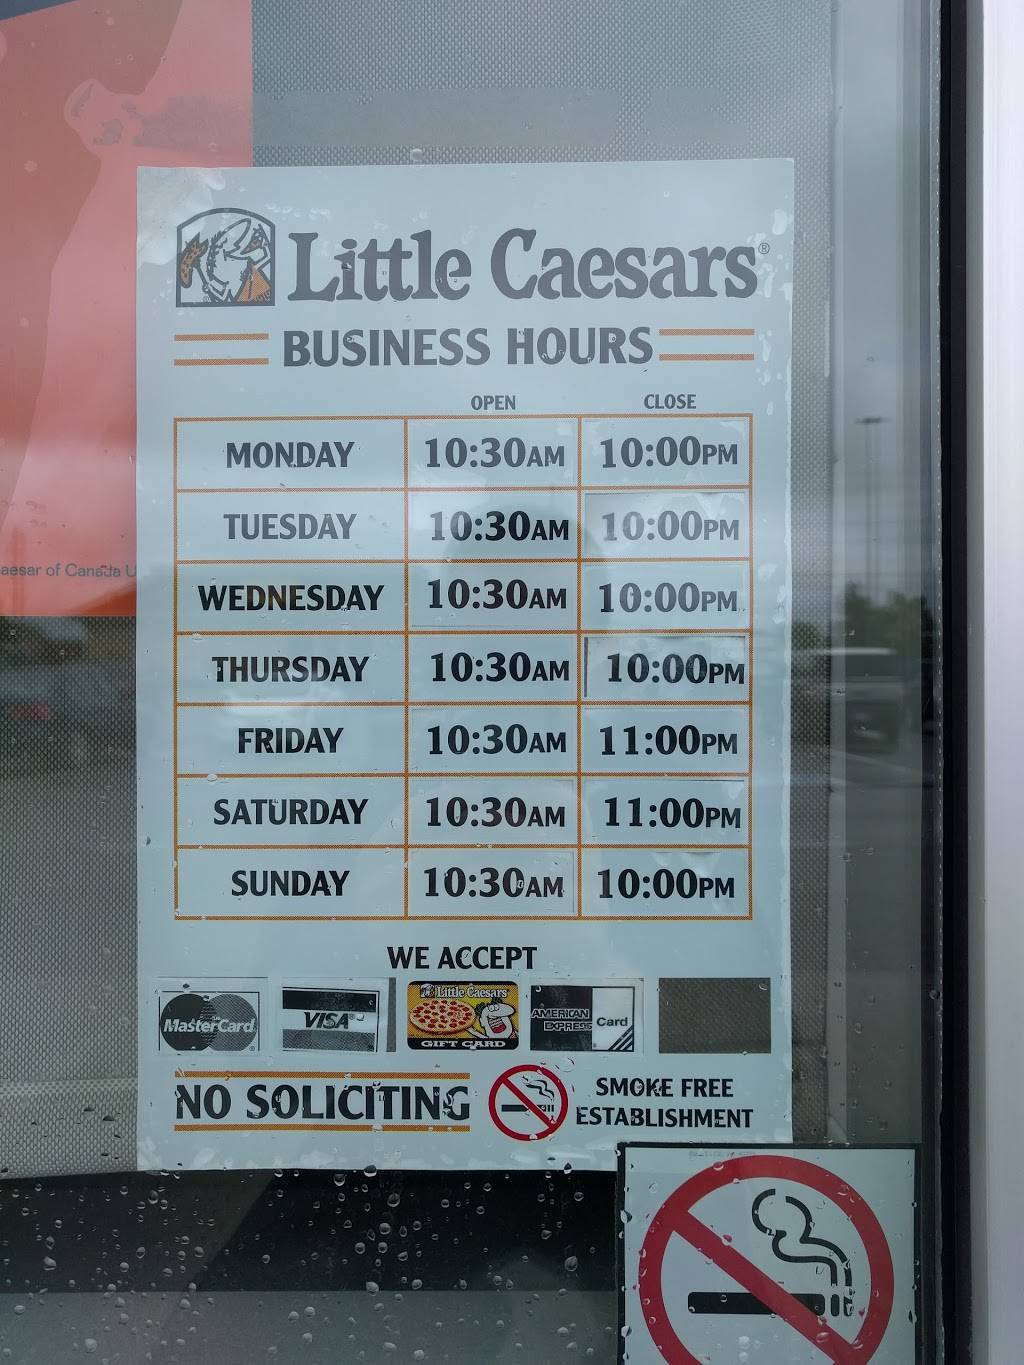 Little Caesars®
BUSINESS HOURS
OPEN CLOSE
MONDAY 10:30AM 10:00PM
TUESDAY 10:30AM 10:00PM
WEDNESDAY 10:30AM 10:00PM
THURSDAY 10:30AM 10:00PM
FRIDAY 10:30AM 11:00PM
SATURDAY 10:30AM 11:00PM
SUNDAY 10:30AM 10:00PM
aesar of Canada U
WE ACCEPT
MasterCard
VISA
Little Caesars
GIFT CARD
AMERICAN EXPRESS Card
NO SOLICITING
SMOKE FREE
ESTABLISHMENT